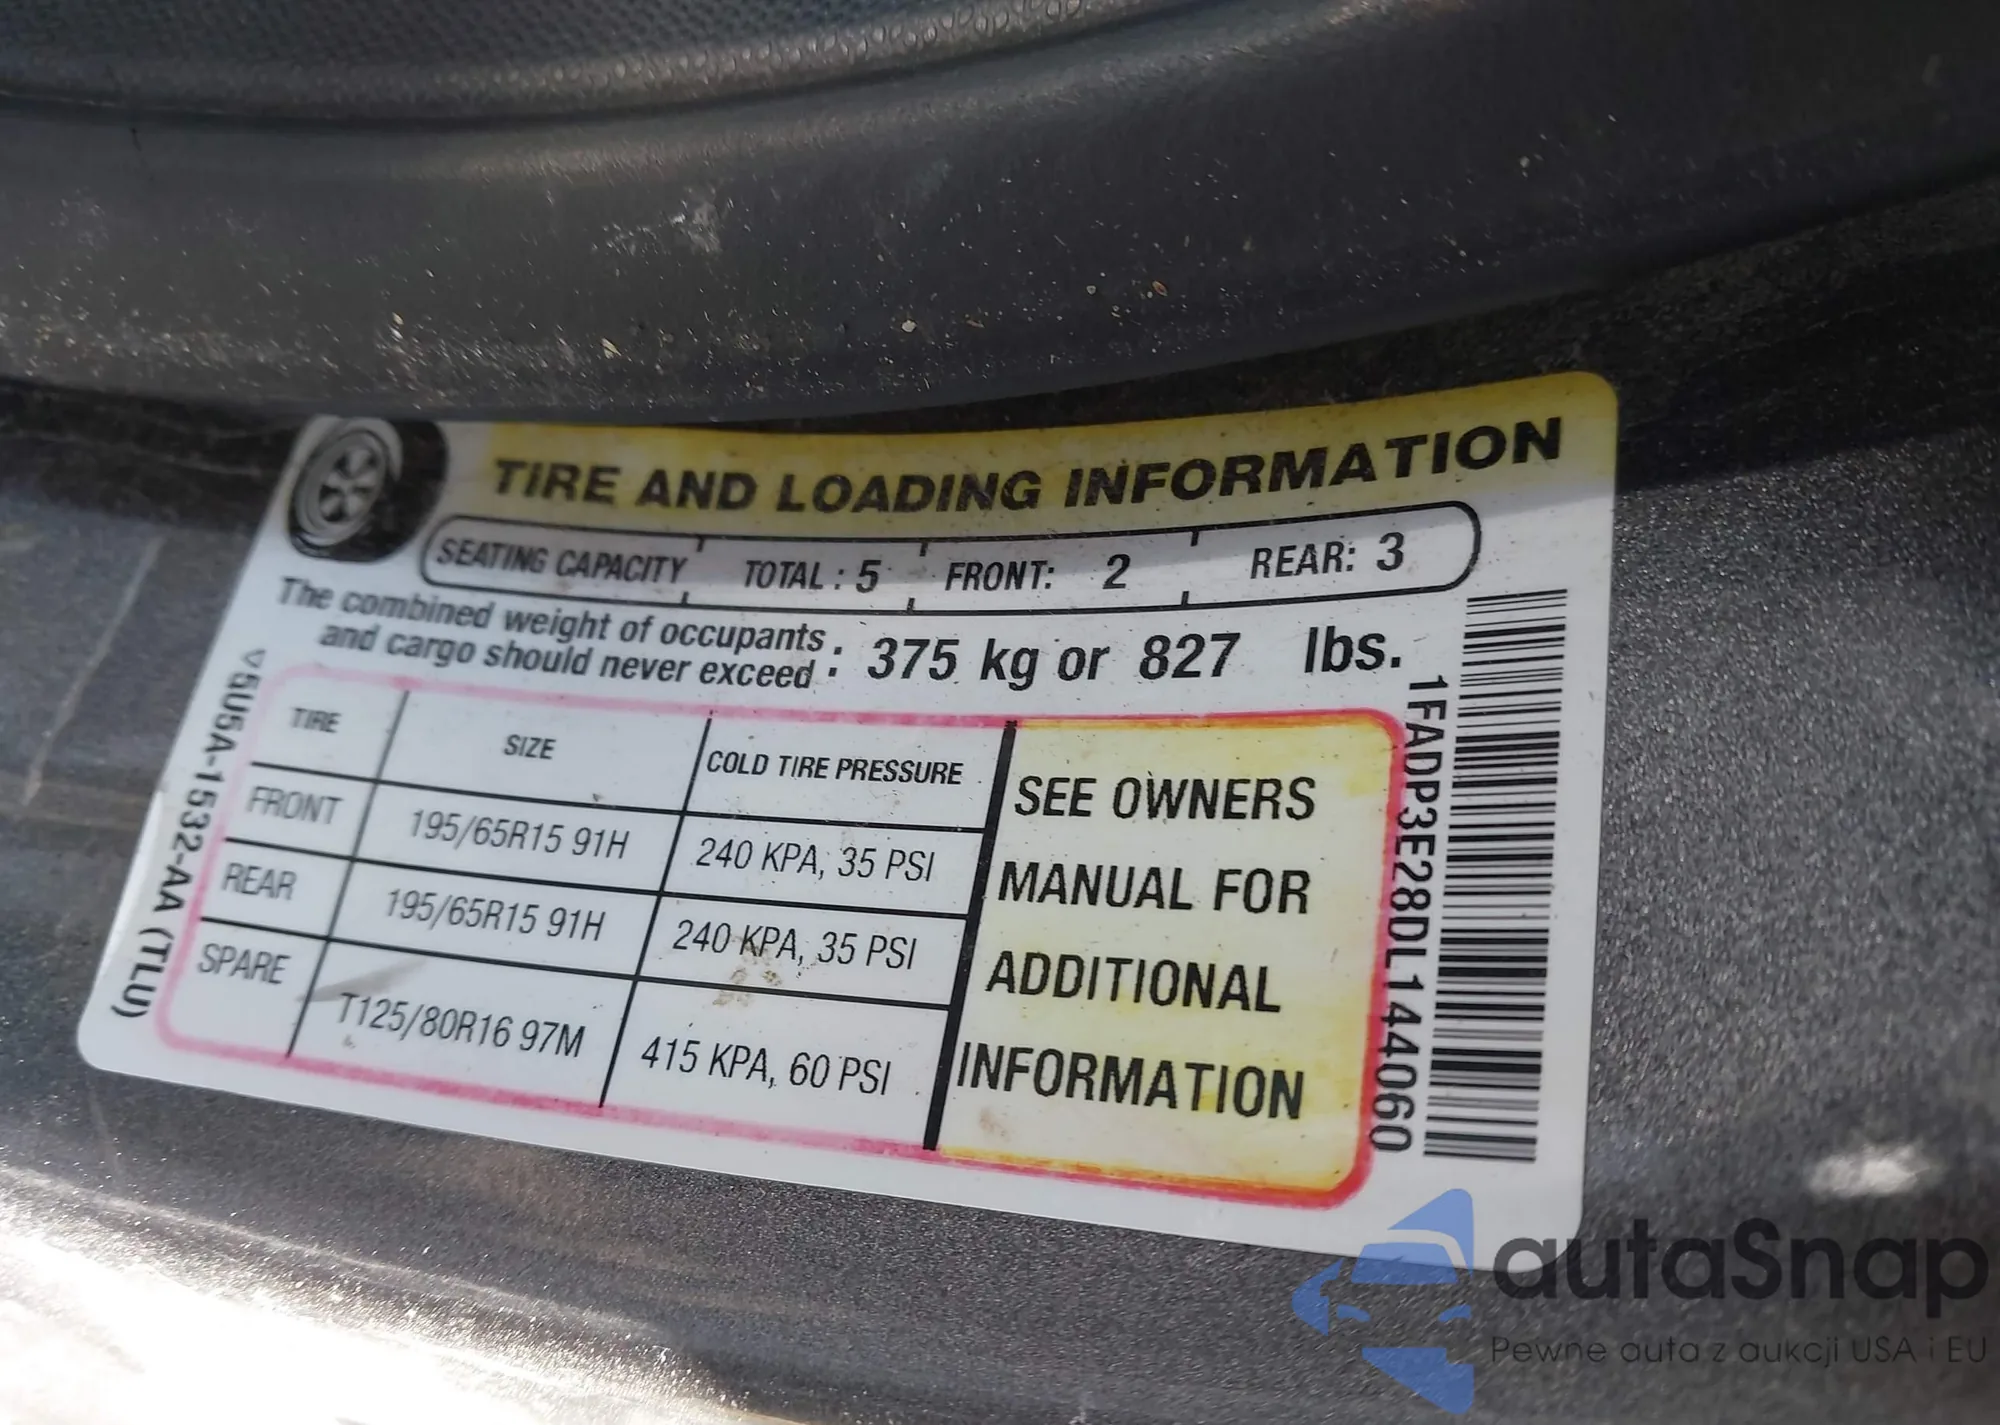 TIRE AND LOADING INFORMATION
SEATING CAPACITY TOTAL : 5 FRONT: 2 REAR: 3
The combined weight of occupants
and cargo should never exceed : 375 kg or 827 lbs.
TIRE SIZE COLD TIRE PRESSURE
FRONT 195/65R15 91H 240 KPA, 35 PSI
REAR 195/65R15 91H 240 KPA, 35 PSI
SPARE T125/80R16 97M 415 KPA, 60 PSI
SEE OWNERS
MANUAL FOR
ADDITIONAL
INFORMATION
5U5A-1532-AA (TLU)
1FADP3E28DL144060
autaSnap
Pewne auta z aukcji USA i EU